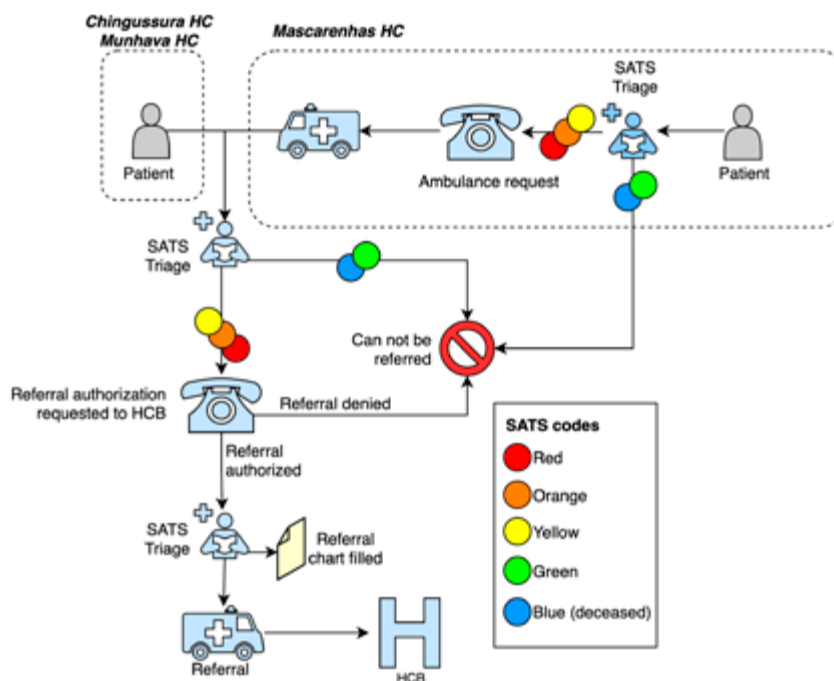 Chingussura HC
Munhava HC
Mascarenhas HC
SATS
Triage
Patient
Ambulance request
Patient
SATS
Triage
Can not be
referred
Referral authorization
requested to HCB
Referral denied
Referral
authorized
SATS codes
Red
Orange
Yellow
Green
Blue (deceased)
SATS
Triage
Referral
chart filled
Referral
HCB